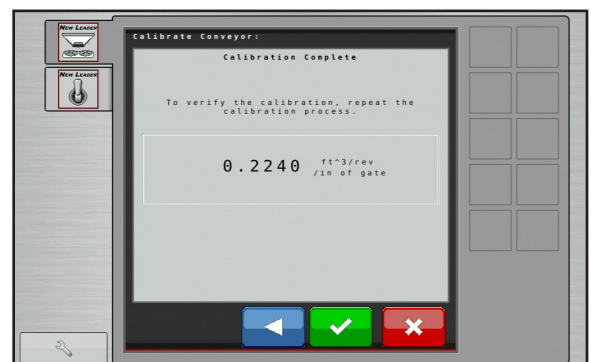 New Leader
New Leader
Calibrate Conveyor:
Calibration Complete
To verify the calibration, repeat the
calibration process.
0.2240 ft^3/rev
/in of gate